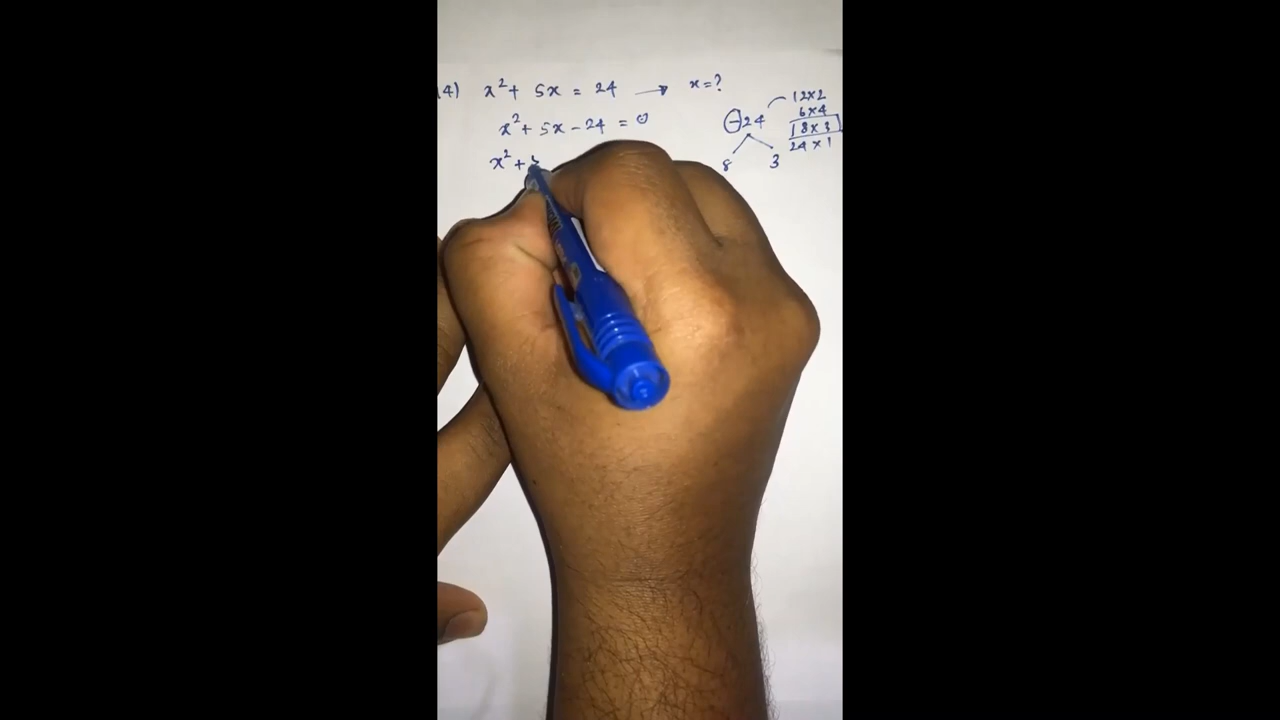 4) x² + 5x = 24 → x = ?
x² + 5x - 24 = 0
x² +
-24
8 3
12 x 2
6 x 4
8 x 3
24 x 1